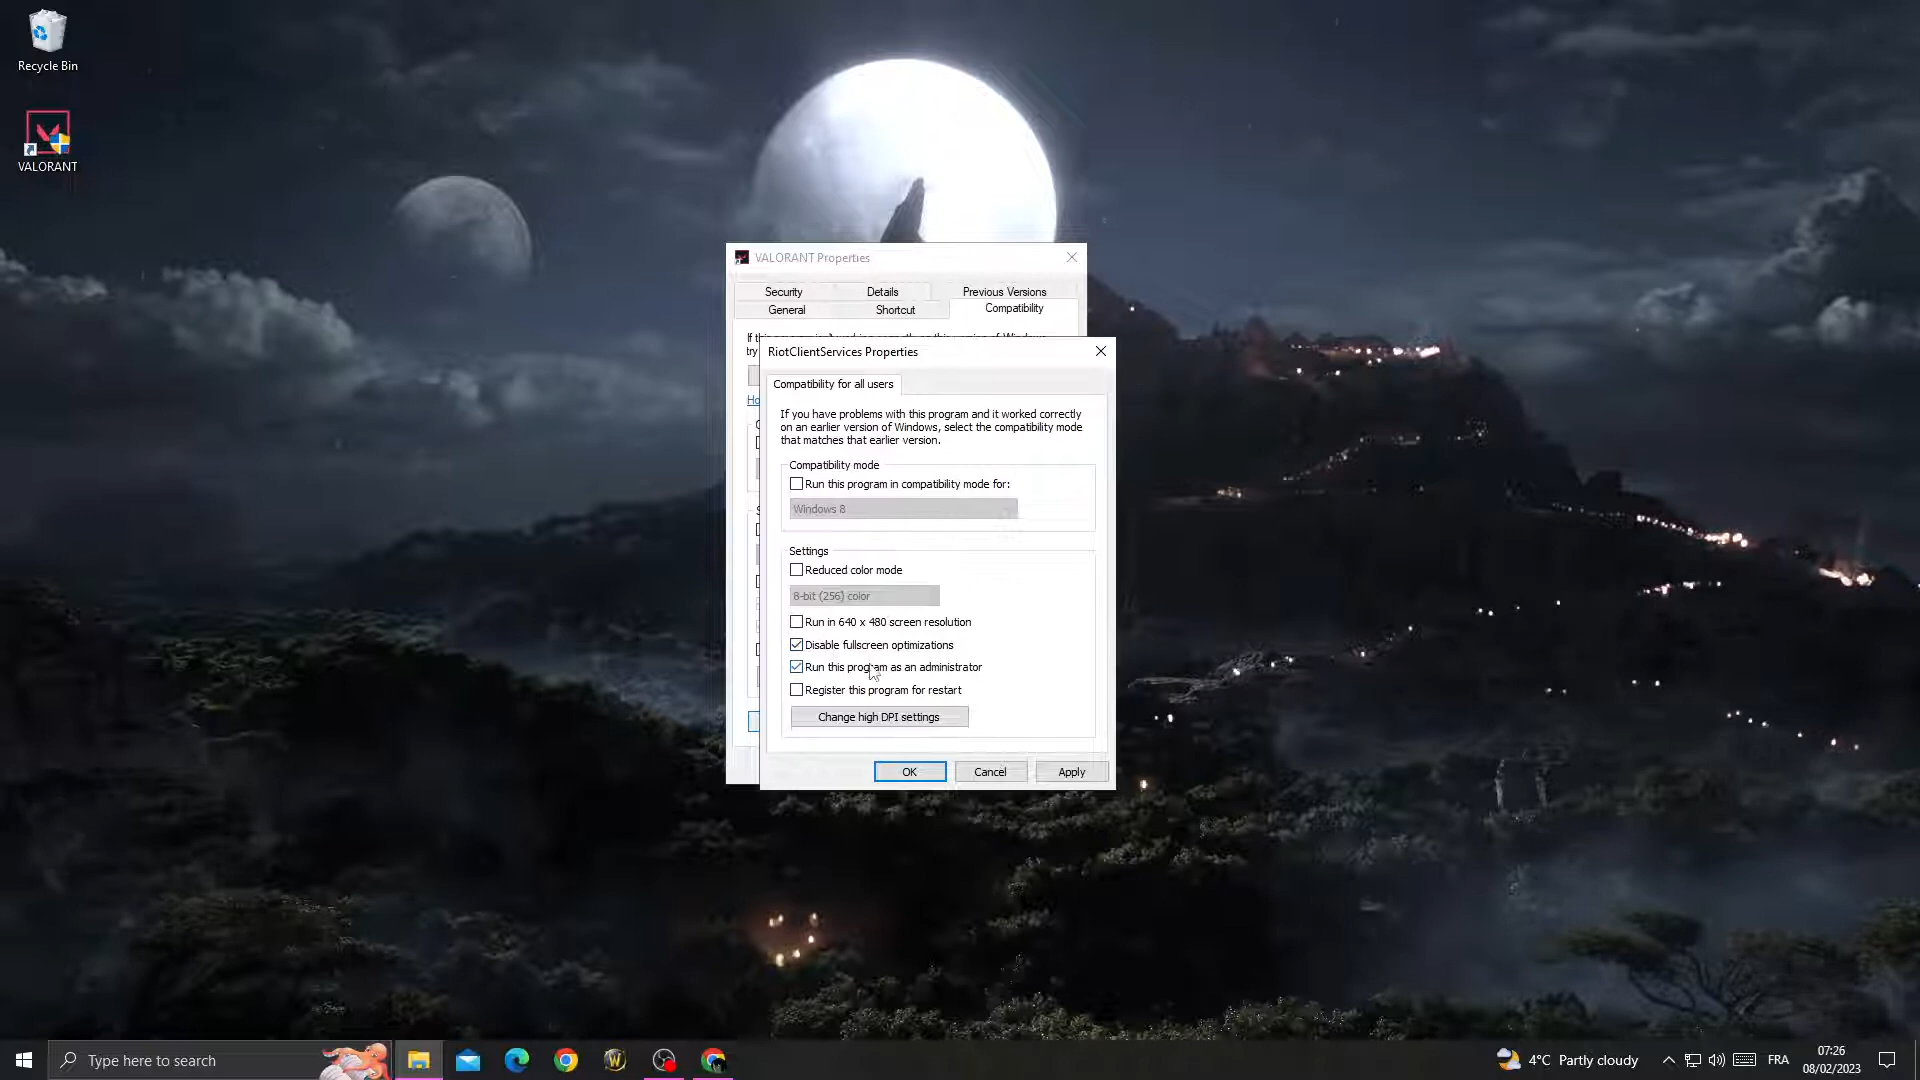 Recycle Bin
VALORANT
VALORANT Properties
Security Details Previous Versions
General Shortcut Compatibility
try
Ho
RiotClientServices Properties
Compatibility for all users
If you have problems with this program and it worked correctly
on an earlier version of Windows, select the compatibility mode
that matches that earlier version.
Compatibility mode
Run this program in compatibility mode for:
Windows 8
Settings
Reduced color mode
8-bit (256) color
Run in 640 x 480 screen resolution
Disable fullscreen optimizations
Run this program as an administrator
Register this program for restart
Change high DPI settings
OK Cancel Apply
Type here to search
4°C Partly cloudy
FRA
07:26
08/02/2023